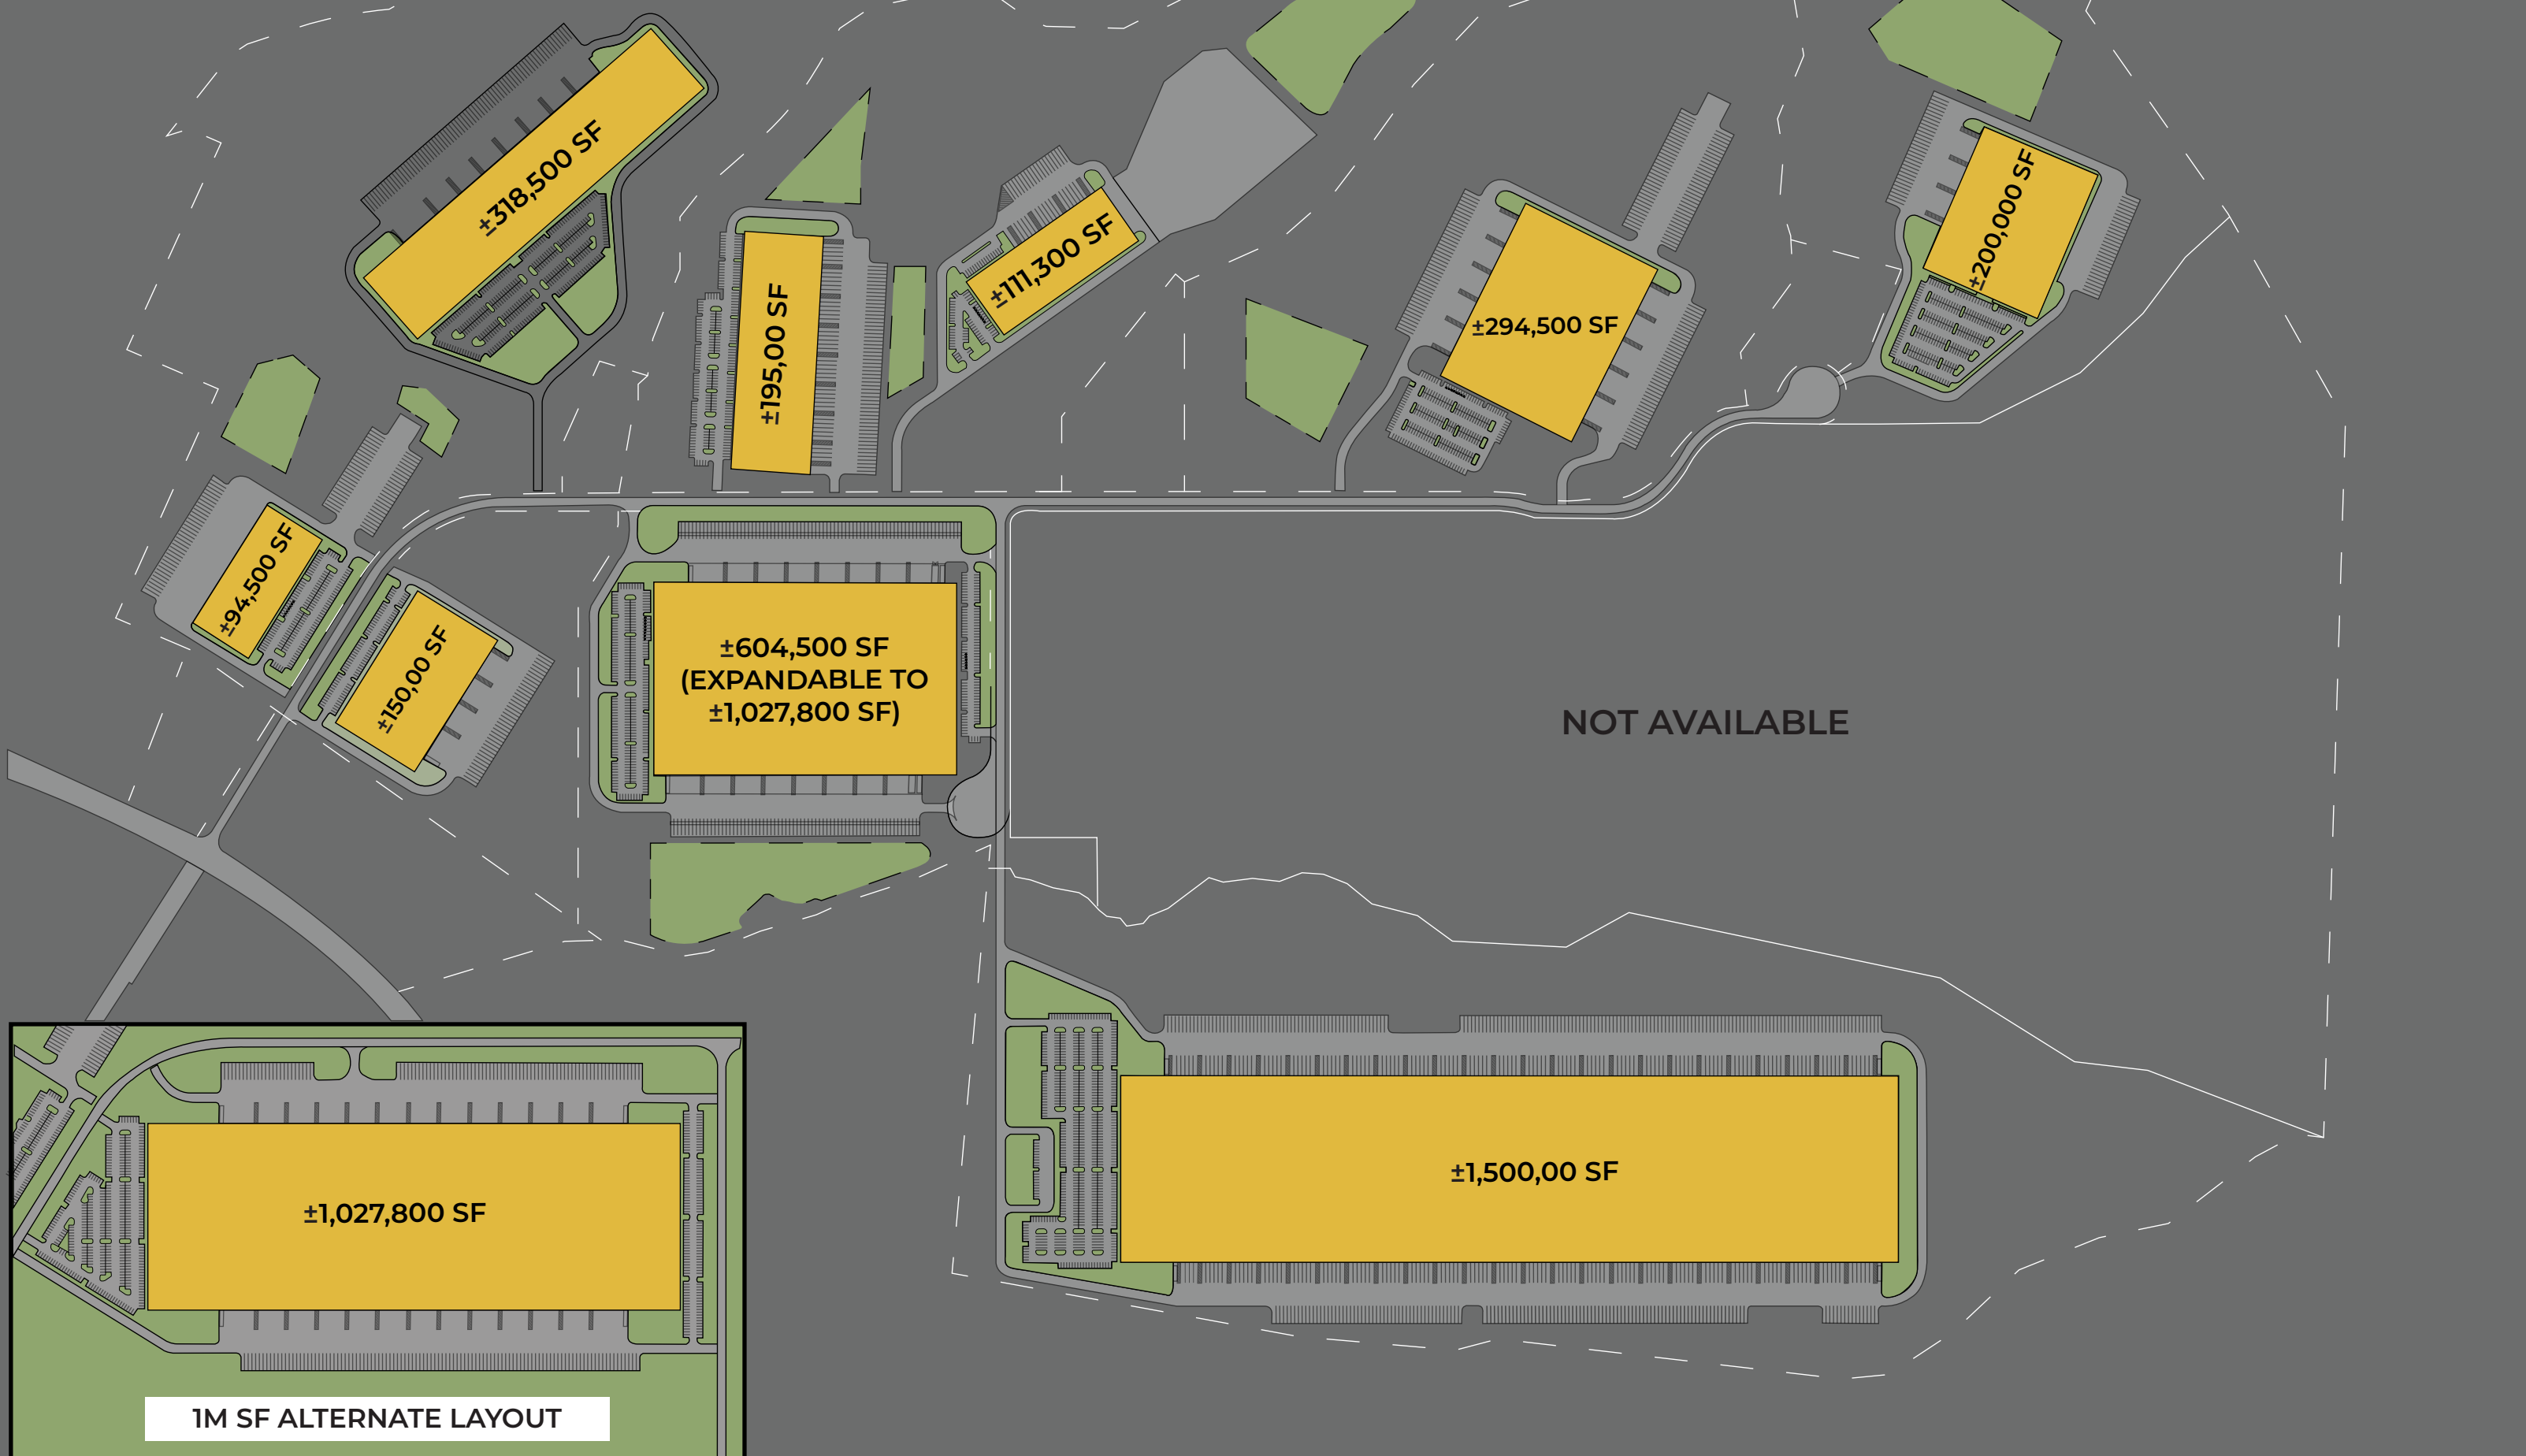 ±318,500 SF
±195,00 SF
±111,300 SF
±294,500 SF
±200,000 SF
±94,500 SF
±150,00 SF
±604,500 SF
(EXPANDABLE TO
±1,027,800 SF)
NOT AVAILABLE
±1,500,00 SF
±1,027,800 SF
1M SF ALTERNATE LAYOUT